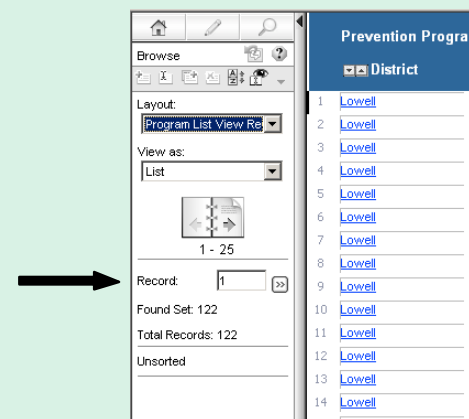 Browse
Layout:
Program List View Re
View as:
List
1 - 25
Record: 1
Found Set: 122
Total Records: 122
Unsorted
Prevention Progra
District
1 Lowell
2 Lowell
3 Lowell
4 Lowell
5 Lowell
6 Lowell
7 Lowell
8 Lowell
9 Lowell
10 Lowell
11 Lowell
12 Lowell
13 Lowell
14 Lowell